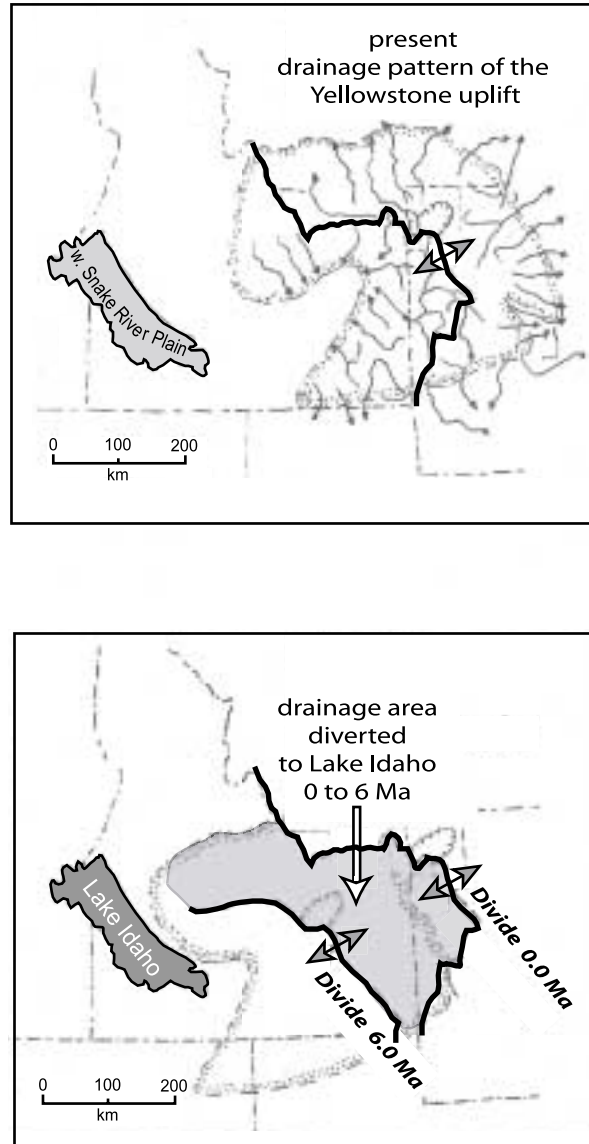 present
drainage pattern of the
Yellowstone uplift
w. Snake River Plain
0 100 200
km
drainage area
diverted
to Lake Idaho
0 to 6 Ma
Lake Idaho
Divide 0.0 Ma
Divide 6.0 Ma
0 100 200
km